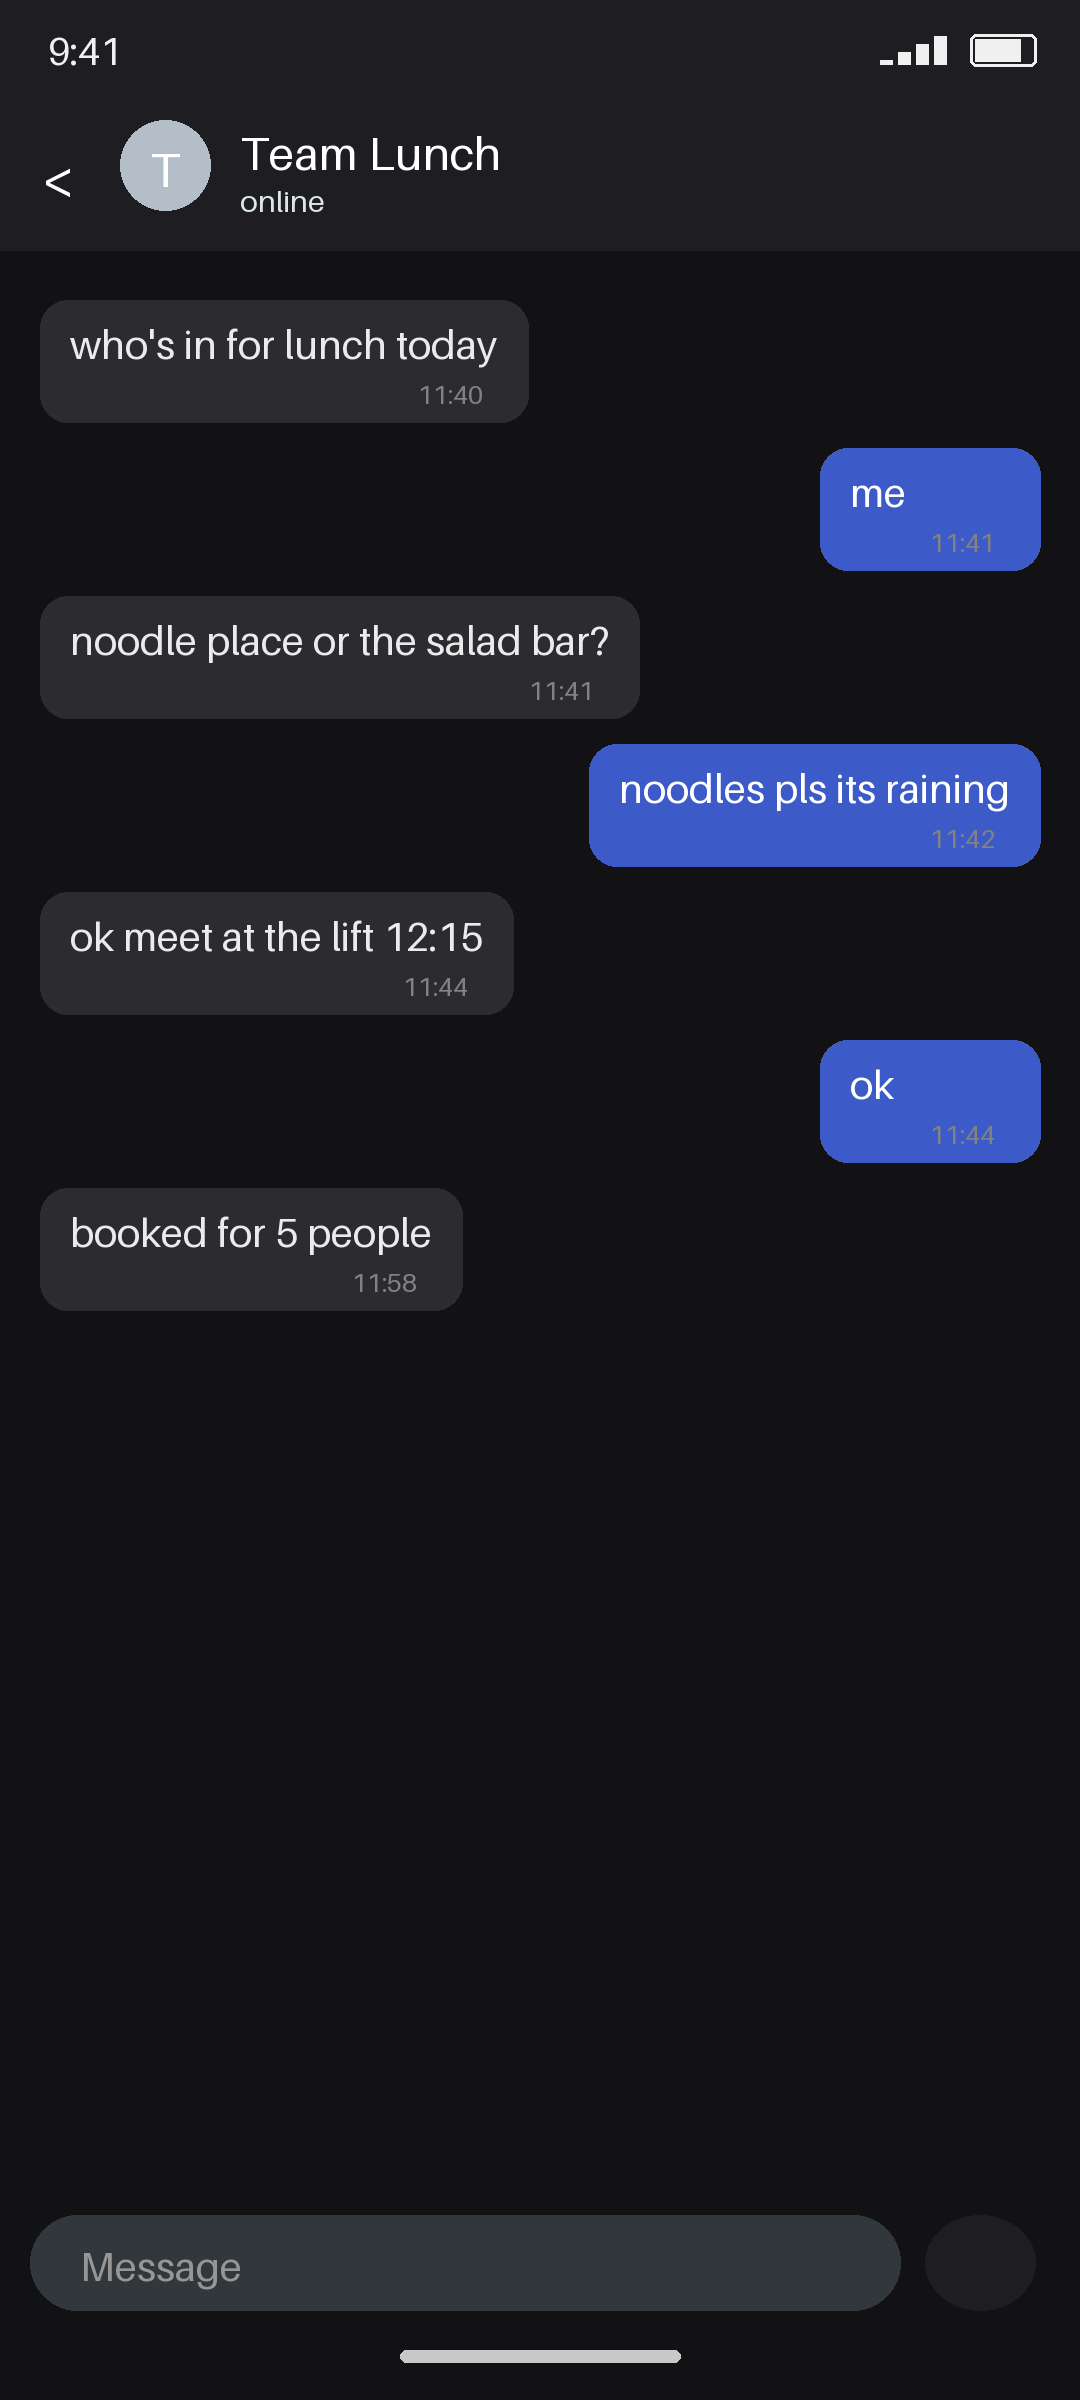 9:41
<
T
Team Lunch
online
who's in for lunch today
11:40
me
11:41
noodle place or the salad bar?
11:41
noodles pls its raining
11:42
ok meet at the lift 12:15
11:44
ok
11:44
booked for 5 people
11:58
Message